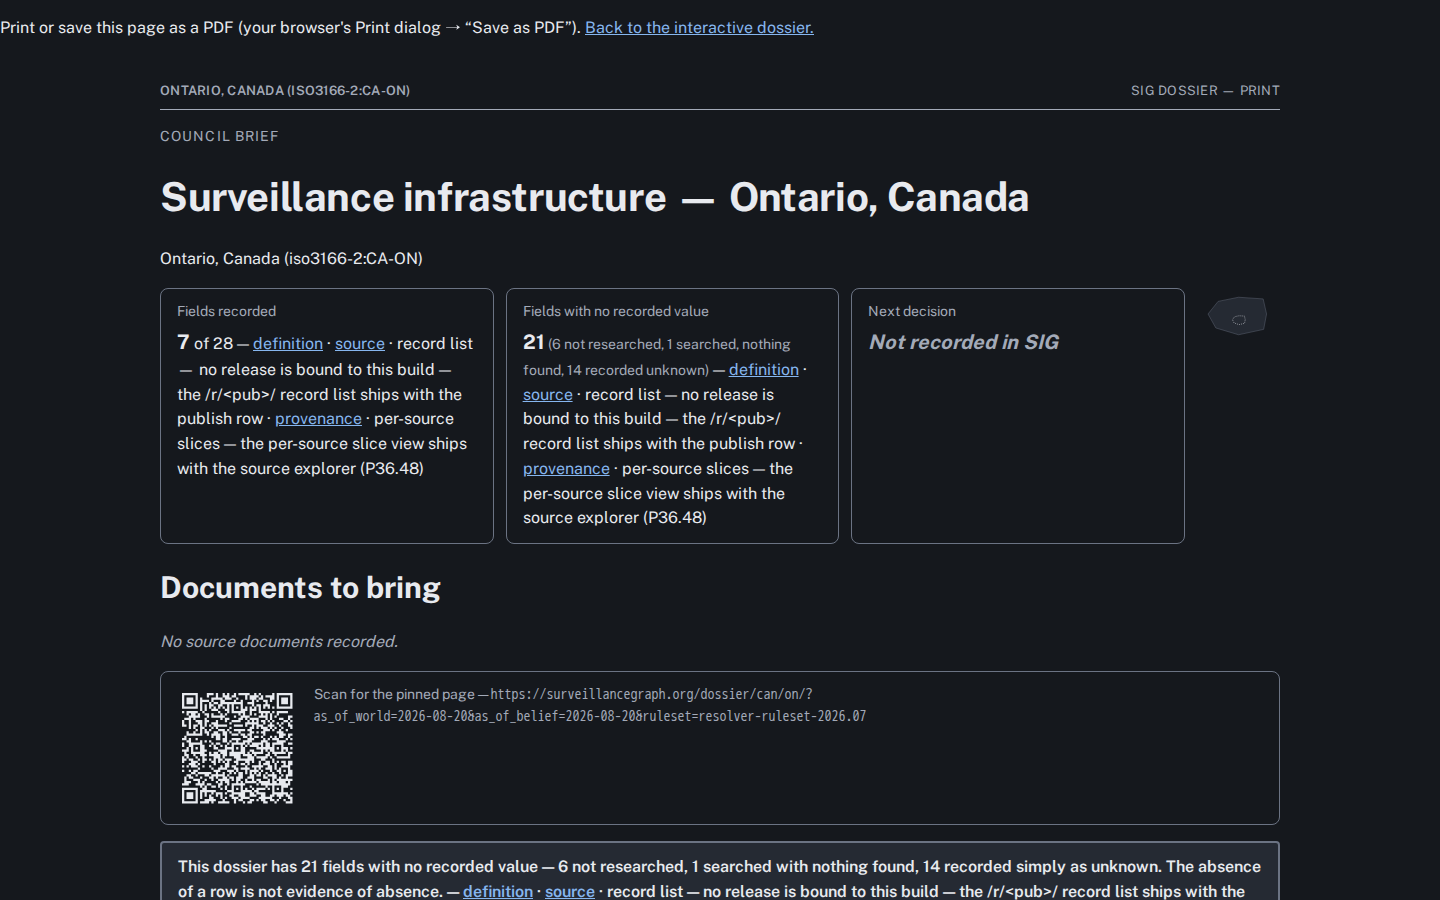 Print or save this page as a PDF (your browser's Print dialog → “Save as PDF”). Back to the interactive dossier.
ONTARIO, CANADA (ISO3166-2:CA-ON)
SIG DOSSIER — PRINT
COUNCIL BRIEF
Surveillance infrastructure — Ontario, Canada
Ontario, Canada (iso3166-2:CA-ON)
Fields recorded
7 of 28 — definition · source · record list
— no release is bound to this build —
the /r/<pub>/ record list ships with the
publish row · provenance · per-source
slices — the per-source slice view ships
with the source explorer (P36.48)
Fields with no recorded value
21 (6 not researched, 1 searched, nothing
found, 14 recorded unknown) — definition ·
source · record list — no release is
bound to this build — the /r/<pub>/
record list ships with the publish row ·
provenance · per-source slices — the
per-source slice view ships with the
source explorer (P36.48)
Next decision
Not recorded in SIG
Documents to bring
No source documents recorded.
Scan for the pinned page — https://surveillancegraph.org/dossier/can/on/?
as_of_world=2026-08-20&as_of_belief=2026-08-20&ruleset=resolver-ruleset-2026.07
This dossier has 21 fields with no recorded value — 6 not researched, 1 searched with nothing found, 14 recorded simply as unknown. The absence
of a row is not evidence of absence. — definition · source · record list — no release is bound to this build — the /r/<pub>/ record list ships with the